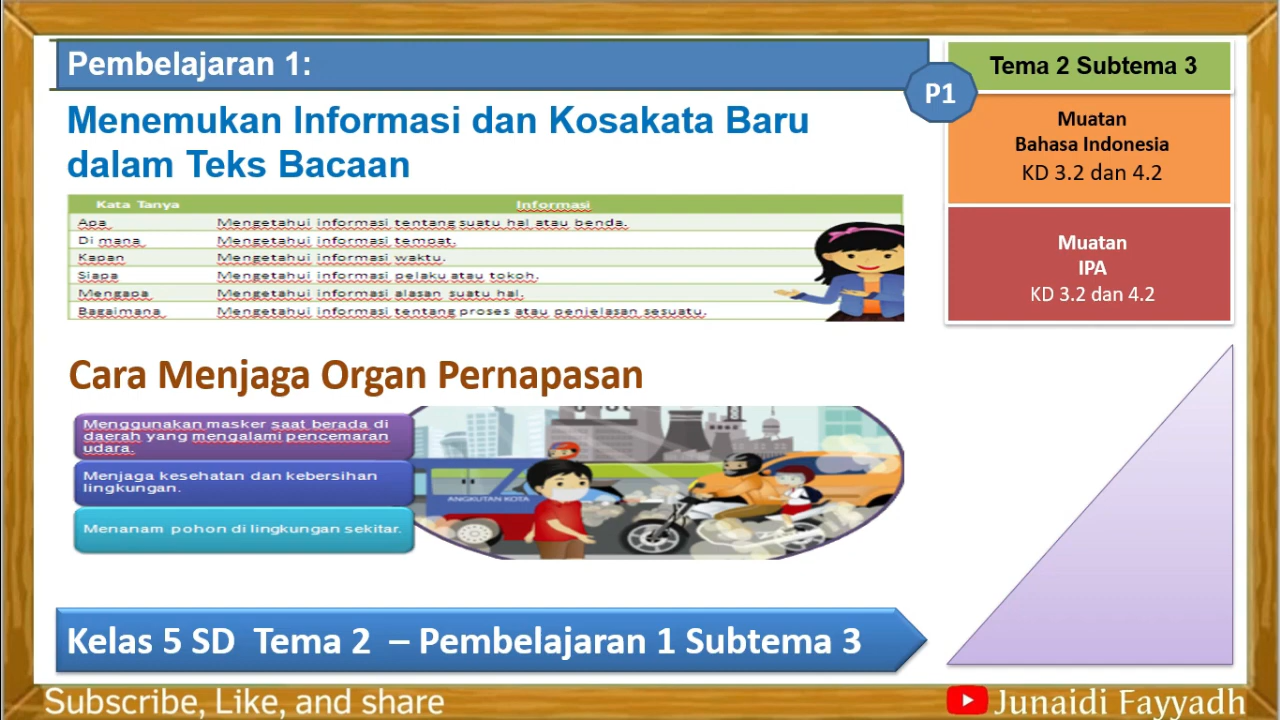 Pembelajaran 1:
P1
Tema 2 Subtema 3
Muatan
Bahasa Indonesia
KD 3.2 dan 4.2
Muatan
IPA
KD 3.2 dan 4.2
Menemukan Informasi dan Kosakata Baru
dalam Teks Bacaan
Kata Tanya Informasi
Apa Mengetahui informasi tentang suatu hal atau benda.
Di mana Mengetahui informasi tempat.
Kapan Mengetahui informasi waktu.
Siapa Mengetahui informasi pelaku atau tokoh.
Mengapa Mengetahui informasi alasan suatu hal.
Bagaimana Mengetahui informasi tentang proses atau penjelasan sesuatu.
Cara Menjaga Organ Pernapasan
Menggunakan masker saat berada di
daerah yang mengalami pencemaran
udara.
Menjaga kesehatan dan kebersihan
lingkungan.
Menanam pohon di lingkungan sekitar.
ANGKUTAN KOTA
Kelas 5 SD Tema 2 – Pembelajaran 1 Subtema 3
Subscribe, Like, and share
Junaidi Fayyadh